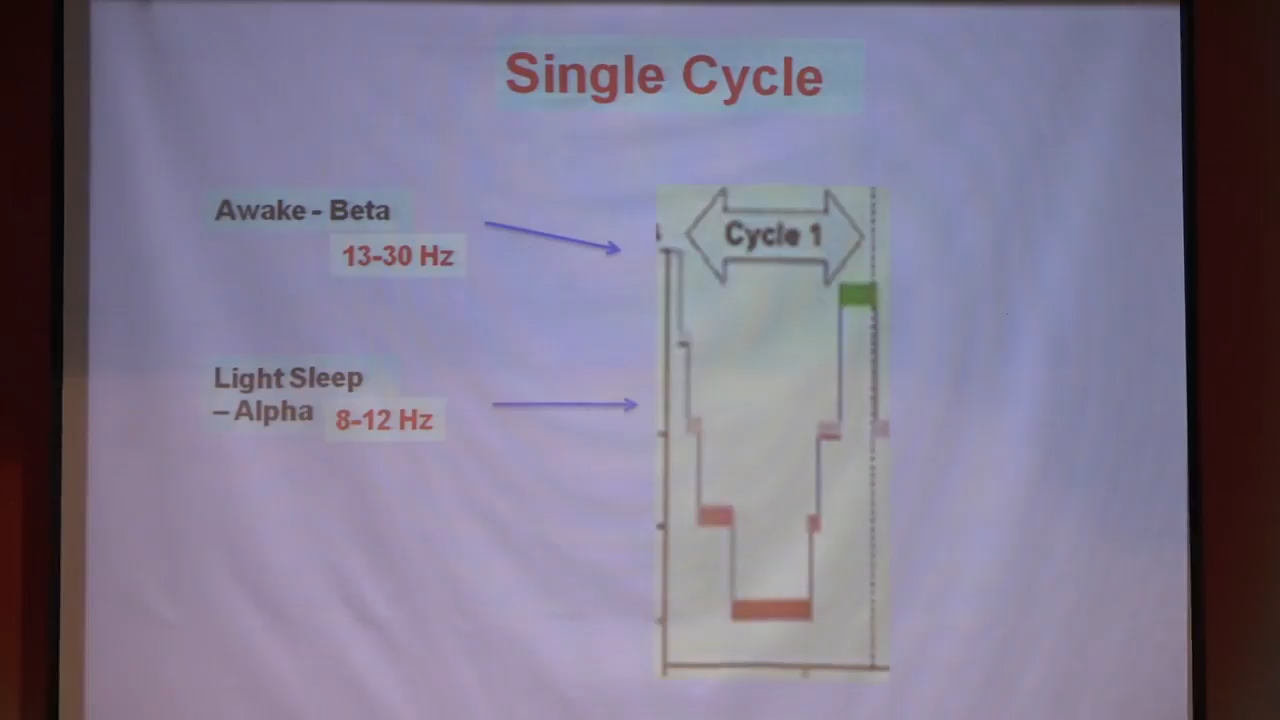 Single Cycle
Awake - Beta
13-30 Hz
Cycle 1
Light Sleep
– Alpha
8-12 Hz